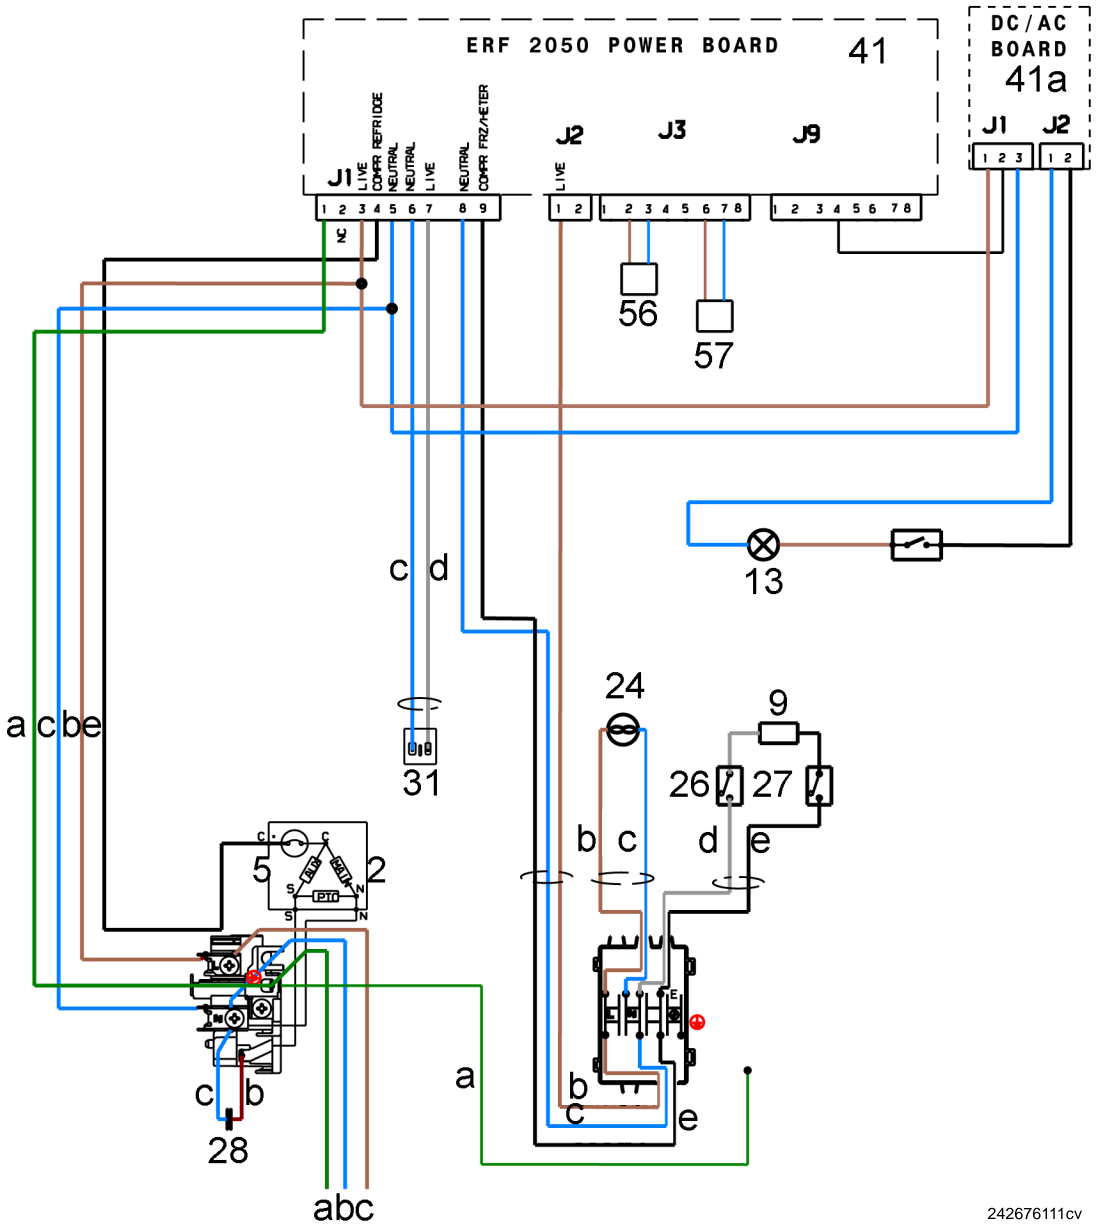 ERF 2050 POWER BOARD
41
DC/AC
BOARD
41a
J1
J2
1 2 3
1 2
J1
LIVE
COMPR REFRIDGE
NEUTRAL
NEUTRAL
LIVE
NEUTRAL
COMPR FRZ/HETER
J2
LIVE
J3
J9
1 2 3 4 5 6 7 8 9
NC
1 2
1 2 3 4 5 6 7 8
1 2 3 4 5 6 7 8
56
57
c d
13
a c b e
31
24
9
26
27
b c
d e
C
C
5
2
AUX
MAIN
S
PTC
N
S
N
N
L
N
E
a
b
c
e
c b
28
abc
242676111cv